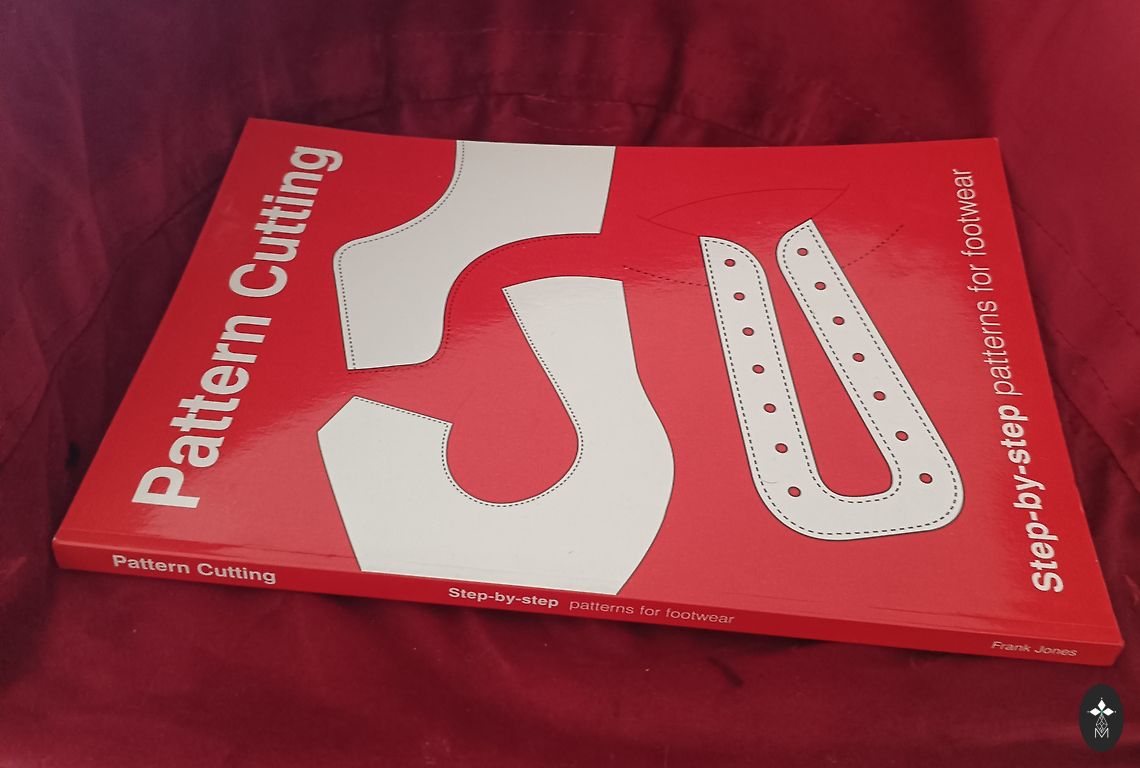 Pattern Cutting
Step-by-step patterns for footwear
Pattern Cutting
Step-by-step patterns for footwear
Frank Jones
M